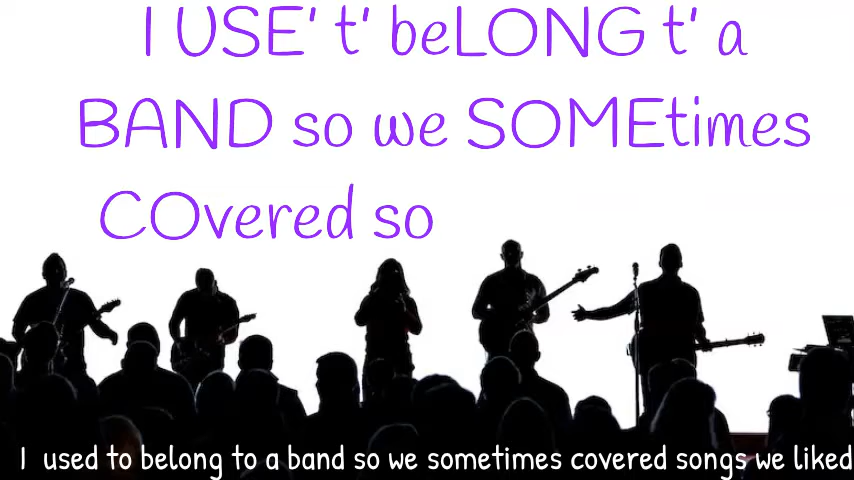 I USE' t' beLONG t' a
BAND so we SOMEtimes
COvered so
I used to belong to a band so we sometimes covered songs we liked